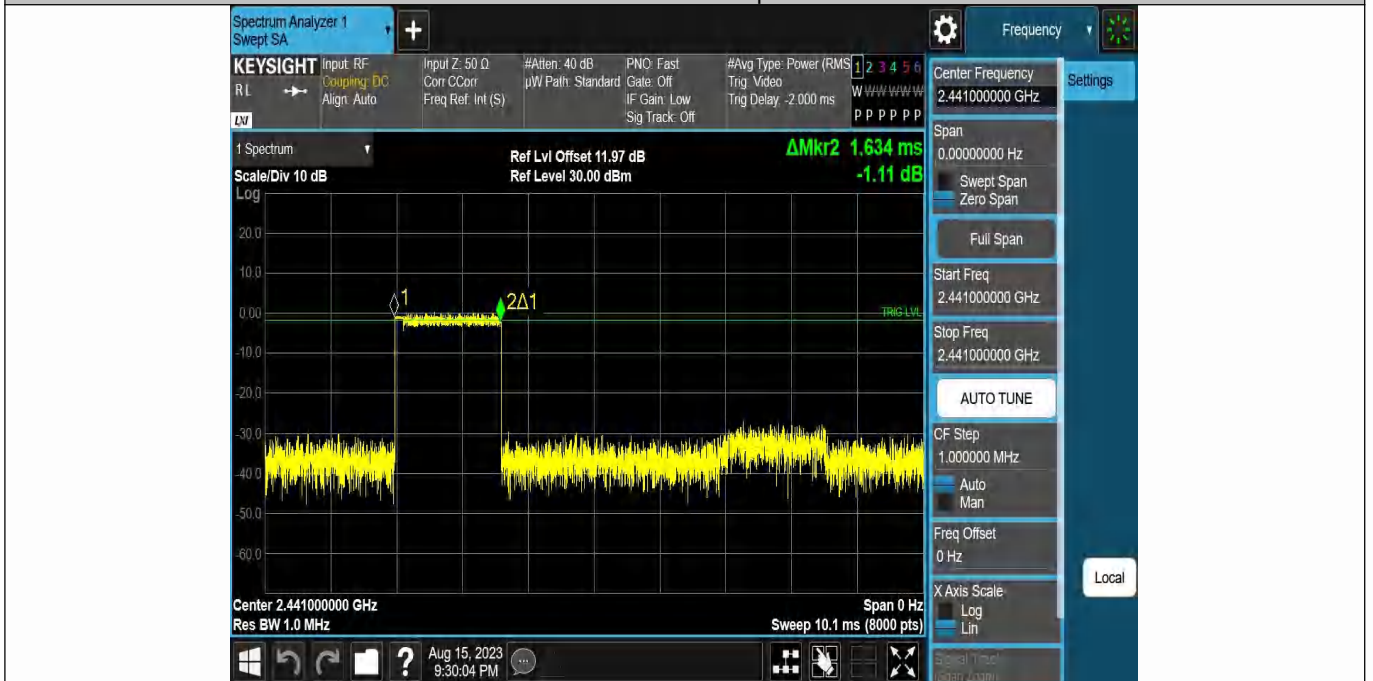 Spectrum Analyzer 1
Swept SA
+
Frequency
KEYSIGHT
RL
LXI
Input: RF
Coupling: DC
Align: Auto
Input Z: 50 Ω
Corr CCorr
Freq Ref: Int (S)
#Atten: 40 dB
µW Path: Standard
PNO: Fast
Gate: Off
IF Gain: Low
Sig Track: Off
#Avg Type: Power (RMS
Trig: Video
Trig Delay: -2.000 ms
1 2 3 4 5 6
W W W W W W
P P P P P P
Center Frequency
2.441000000 GHz
Settings
1 Spectrum
Scale/Div 10 dB
Log
Ref Lvl Offset 11.97 dB
Ref Level 30.00 dBm
ΔMkr2 1.634 ms
-1.11 dB
Span
0.00000000 Hz
Swept Span
Zero Span
Full Span
Start Freq
2.441000000 GHz
Stop Freq
2.441000000 GHz
AUTO TUNE
CF Step
1.000000 MHz
Auto
Man
Freq Offset
0 Hz
X Axis Scale
Log
Lin
Signal Track
(Span Zoom)
Local
20.0
10.0
0.00
-10.0
-20.0
-30.0
-40.0
-50.0
-60.0
1
2Δ1
TRIG LVL
Center 2.441000000 GHz
Res BW 1.0 MHz
Span 0 Hz
Sweep 10.1 ms (8000 pts)
?
Aug 15, 2023
9:30:04 PM